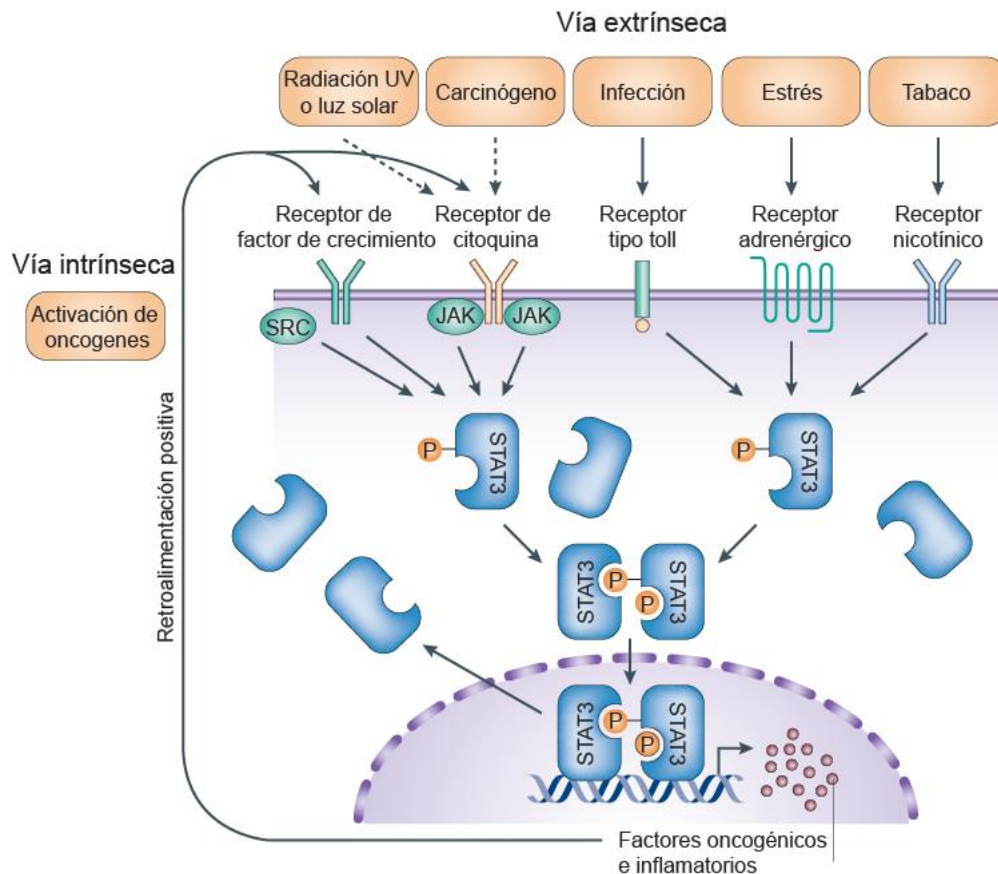 Vía extrínseca
Radiación UV
o luz solar
Carcinógeno
Infección
Estrés
Tabaco
Receptor de
factor de crecimiento
Receptor de
citoquina
Receptor
tipo toll
Receptor
adrenérgico
Receptor
nicotínico
Vía intrínseca
Activación de
oncogenes
SRC
JAK
JAK
P
STAT3
P
STAT3
STAT3
P
P
STAT3
STAT3
P
P
STAT3
Retroalimentación positiva
Factores oncogénicos
e inflamatorios